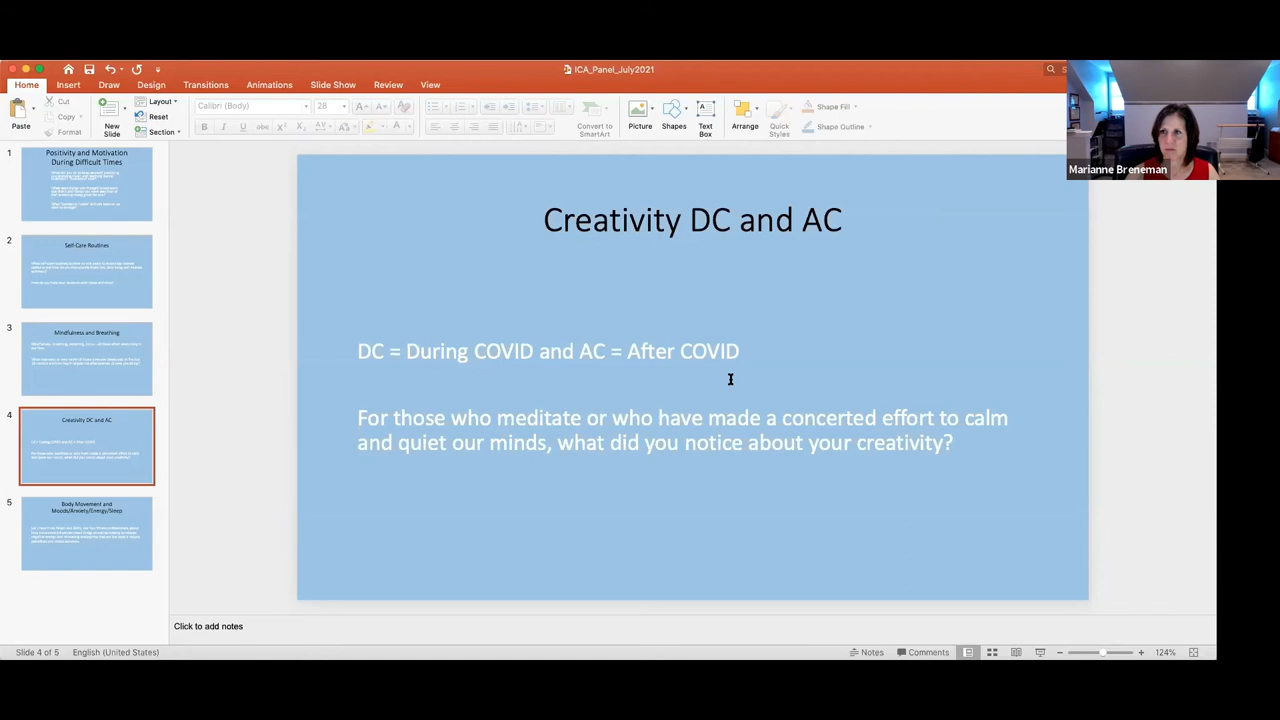 ICA_Panel_July2021
Home Insert Draw Design Transitions Animations Slide Show Review View
Paste
Cut
Copy
Format
New Slide
Layout
Reset
Section
Calibri (Body) 28
Convert to SmartArt
Picture
Shapes
Text Box
Arrange
Quick Styles
Shape Fill
Shape Outline
Marianne Breneman
1
Positivity and Motivation
During Difficult Times
2
Self-Care Routines
3
Mindfulness and Breathing
4
Creativity DC and AC
5
Body Movement and
Moods/Anxiety/Energy/Sleep
Creativity DC and AC
DC = During COVID and AC = After COVID
For those who meditate or who have made a concerted effort to calm
and quiet our minds, what did you notice about your creativity?
Click to add notes
Slide 4 of 5 English (United States) Notes Comments 124%